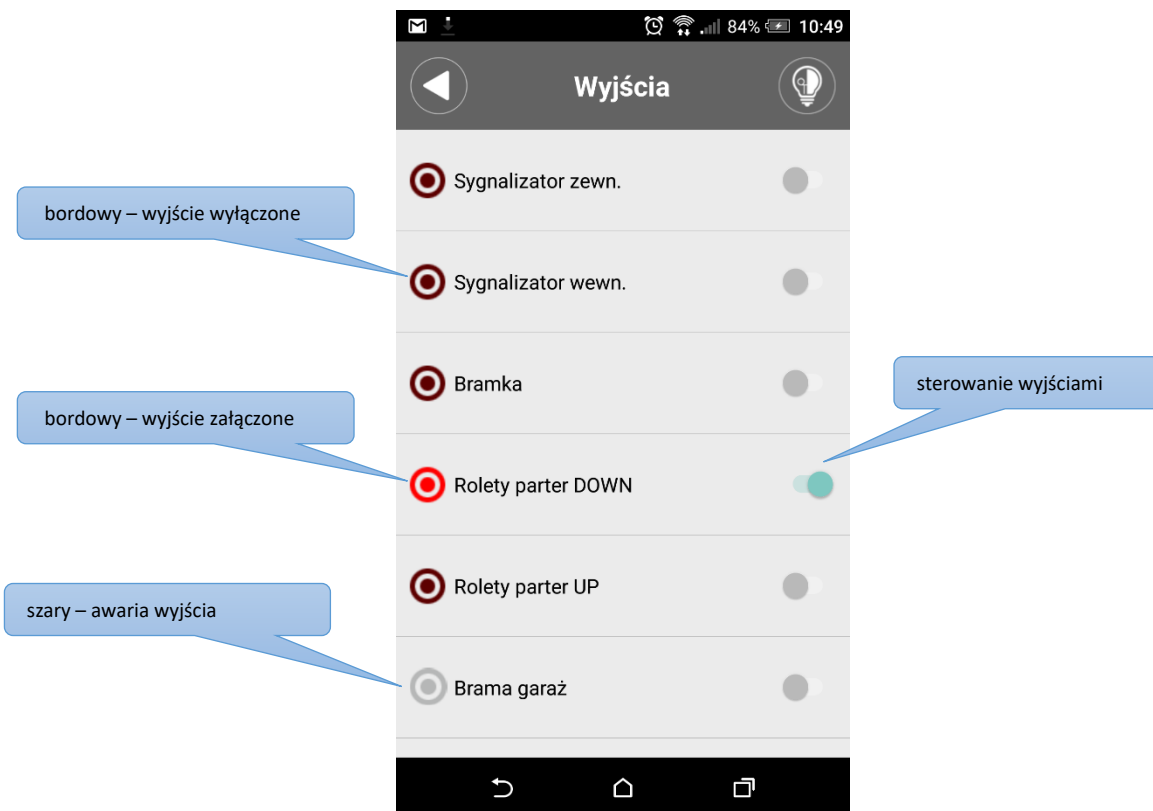 84% 10:49
Wyjścia
Sygnalizator zewn.
bordowy – wyjście wyłączone
Sygnalizator wewn.
Bramka
sterowanie wyjściami
bordowy – wyjście załączone
Rolety parter DOWN
Rolety parter UP
szary – awaria wyjścia
Brama garaż